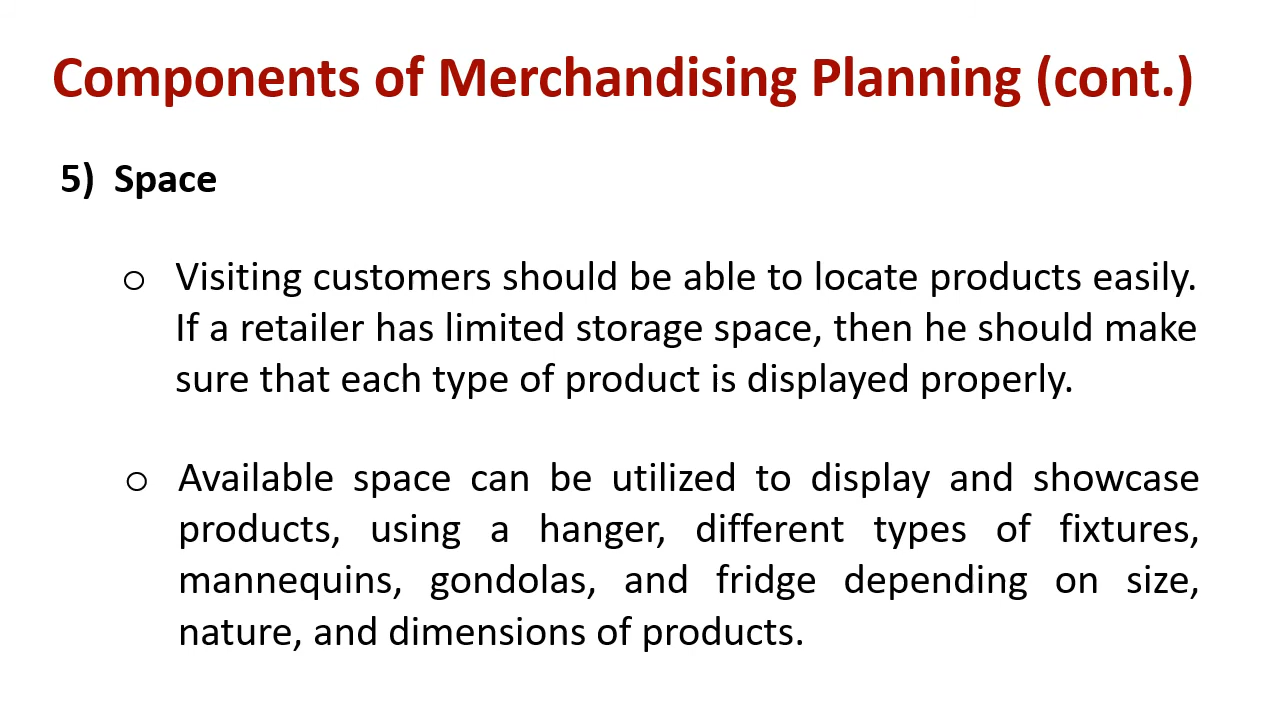 Components of Merchandising Planning (cont.)
5) Space
o Visiting customers should be able to locate products easily.
If a retailer has limited storage space, then he should make
sure that each type of product is displayed properly.
o Available space can be utilized to display and showcase
products, using a hanger, different types of fixtures,
mannequins, gondolas, and fridge depending on size,
nature, and dimensions of products.